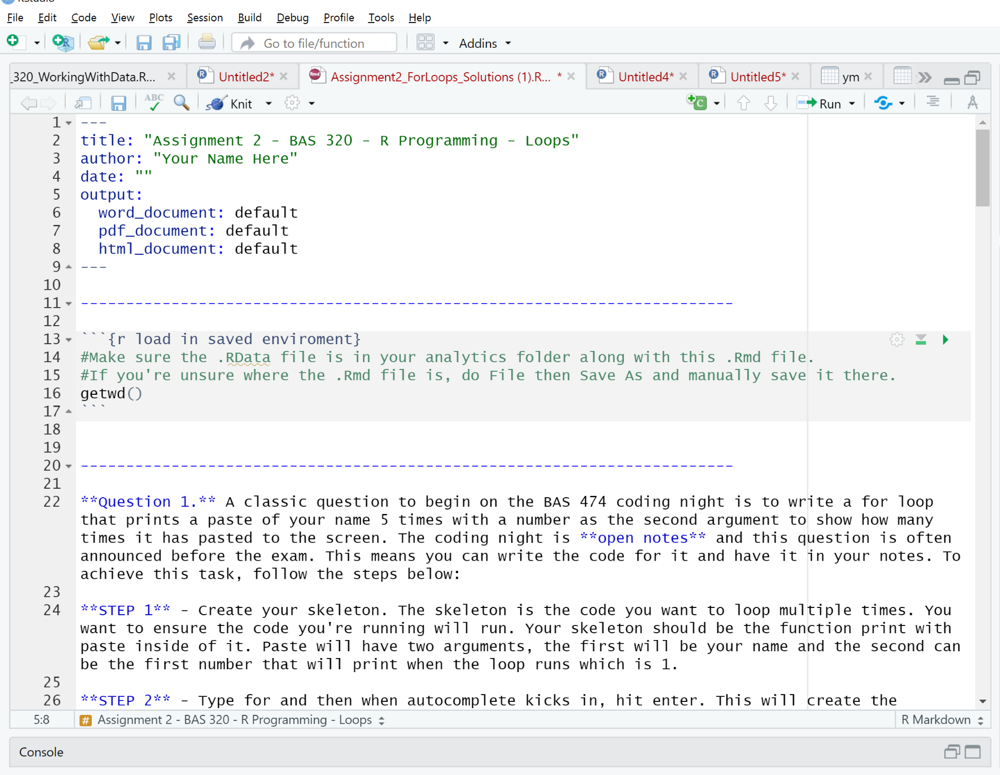 File Edit Code View Plots Session Build Debug Profile Tools Help
Go to file/function Addins
_320_WorkingWithData.R... Untitled2* Assignment2_ForLoops_Solutions (1).R... * Untitled4* Untitled5* ym
ABC Knit Run
1 ---
2 title: "Assignment 2 - BAS 320 - R Programming - Loops"
3 author: "Your Name Here"
4 date: ""
5 output:
6 word_document: default
7 pdf_document: default
8 html_document: default
9 ---
10
11 ------------------------------------------------------------------------
12
13 ```{r load in saved enviroment}
14 #Make sure the .RData file is in your analytics folder along with this .Rmd file.
15 #If you're unsure where the .Rmd file is, do File then Save As and manually save it there.
16 getwd()
17 ```
18
19
20 ------------------------------------------------------------------------
21
22 **Question 1.** A classic question to begin on the BAS 474 coding night is to write a for loop
that prints a paste of your name 5 times with a number as the second argument to show how many
times it has pasted to the screen. The coding night is **open notes** and this question is often
announced before the exam. This means you can write the code for it and have it in your notes. To
achieve this task, follow the steps below:
23
24 **STEP 1** - Create your skeleton. The skeleton is the code you want to loop multiple times. You
want to ensure the code you're running will run. Your skeleton should be the function print with
paste inside of it. Paste will have two arguments, the first will be your name and the second can
be the first number that will print when the loop runs which is 1.
25
26 **STEP 2** - Type for and then when autocomplete kicks in, hit enter. This will create the
5:8 # Assignment 2 - BAS 320 - R Programming - Loops R Markdown
Console